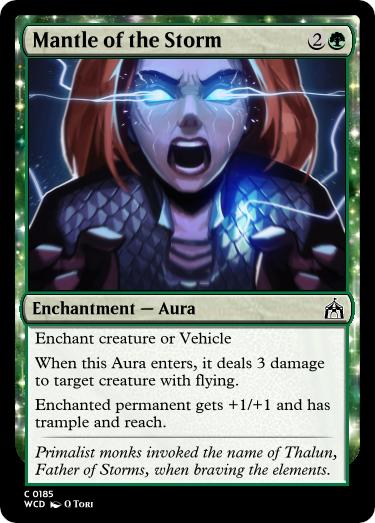 Mantle of the Storm 2
Enchantment — Aura
Enchant creature or Vehicle
When this Aura enters, it deals 3 damage
to target creature with flying.
Enchanted permanent gets +1/+1 and has
trample and reach.
Primalist monks invoked the name of Thalun,
Father of Storms, when braving the elements.
C 0185
WCD O Tori